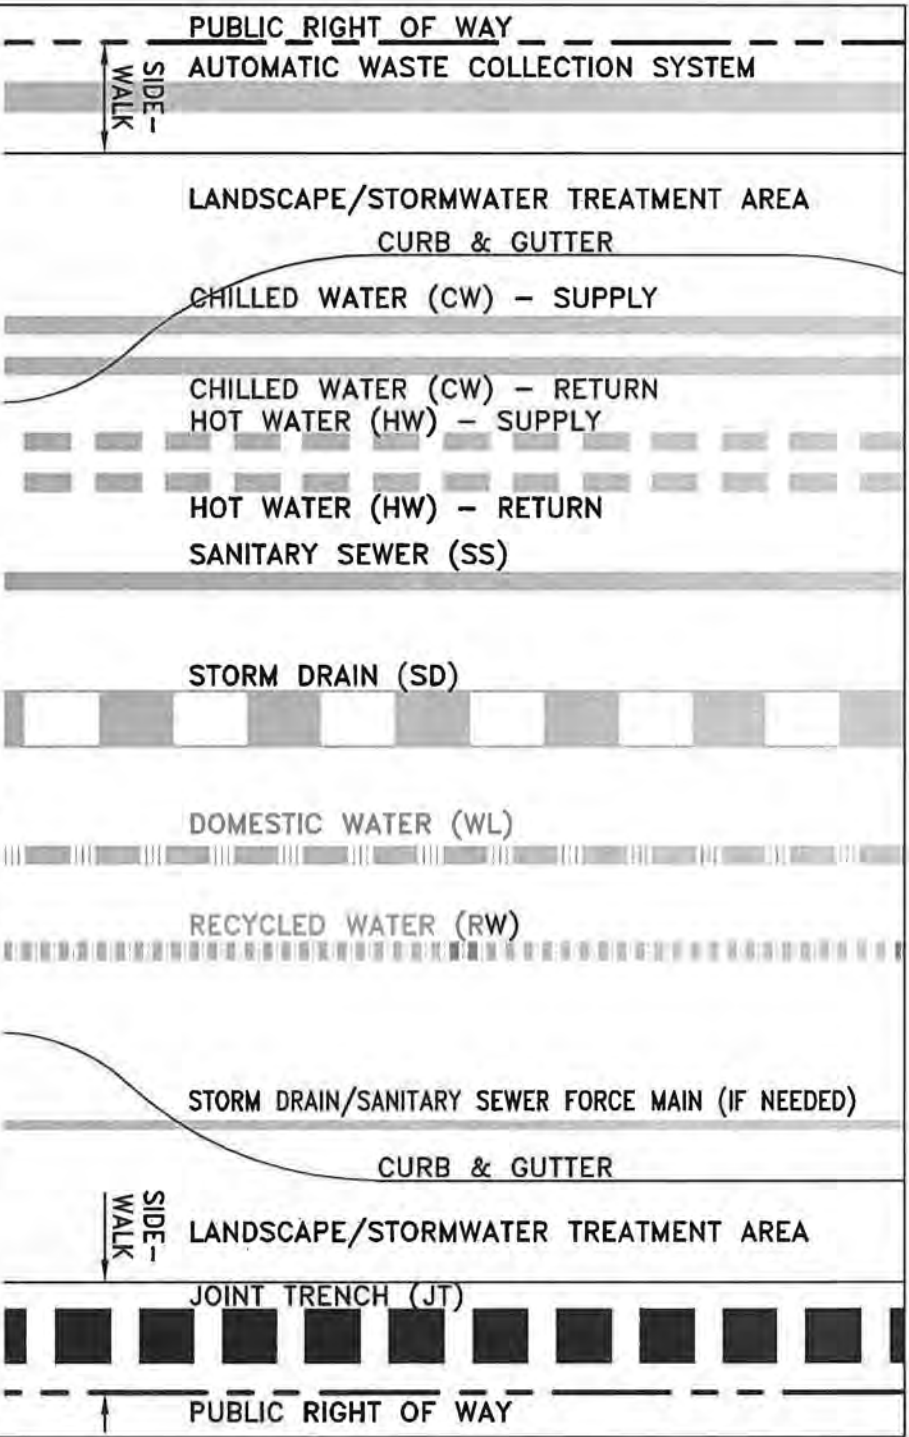 PUBLIC RIGHT OF WAY
SIDE-
WALK
AUTOMATIC WASTE COLLECTION SYSTEM
LANDSCAPE/STORMWATER TREATMENT AREA
CURB & GUTTER
CHILLED WATER (CW) – SUPPLY
CHILLED WATER (CW) – RETURN
HOT WATER (HW) – SUPPLY
HOT WATER (HW) – RETURN
SANITARY SEWER (SS)
STORM DRAIN (SD)
DOMESTIC WATER (WL)
RECYCLED WATER (RW)
STORM DRAIN/SANITARY SEWER FORCE MAIN (IF NEEDED)
CURB & GUTTER
SIDE-
WALK
LANDSCAPE/STORMWATER TREATMENT AREA
JOINT TRENCH (JT)
PUBLIC RIGHT OF WAY